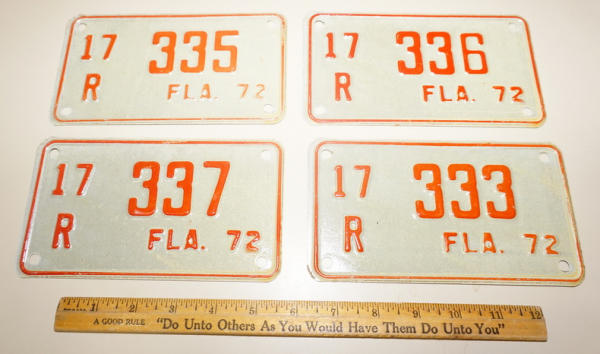 17 335
R FLA. 72
17 336
R FLA. 72
17 337
R FLA. 72
17 333
R FLA. 72
1 2 3 4 5 6 7 8 9 10 11 12
A GOOD RULE "Do Unto Others As You Would Have Them Do Unto You"